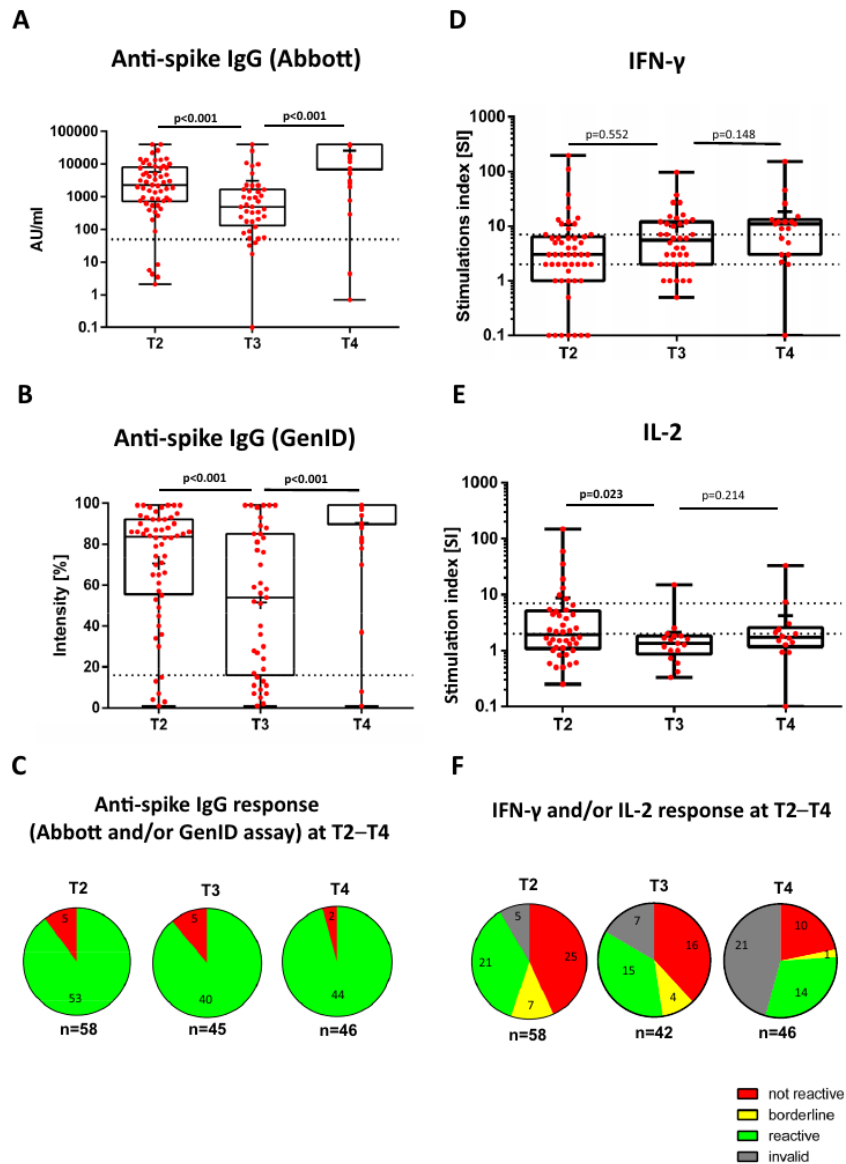 A
Anti-spike IgG (Abbott)
p<0.001
p<0.001
AU/ml
100000
10000
1000
100
10
1
0.1
T2
T3
T4
B
Anti-spike IgG (GenID)
p<0.001
p<0.001
Intensity [%]
100
80
60
40
20
0
T2
T3
T4
C
Anti-spike IgG response
(Abbott and/or GenID assay) at T2–T4
T2
T3
T4
5
53
5
40
2
44
n=58
n=45
n=46
D
IFN-γ
p=0.552
p=0.148
Stimulations index [SI]
1000
100
10
1
0.1
T2
T3
T4
E
IL-2
p=0.023
p=0.214
Stimulation index [SI]
1000
100
10
1
0.1
T2
T3
T4
F
IFN-γ and/or IL-2 response at T2–T4
T2
T3
T4
5
25
21
7
7
16
15
4
10
1
21
14
n=58
n=42
n=46
not reactive
borderline
reactive
invalid